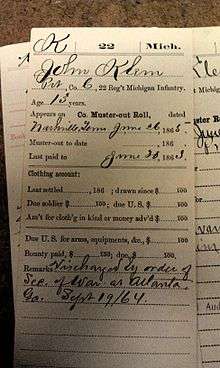 K 22 Mich.
John Klem
Pvt, Co. C, 22 Reg't Michigan Infantry.
Age 13 years.
Appears on Co. Muster-out Roll, dated
Nashville Tenn June 26 1865.
Muster-out to date 186 .
Last paid to June 30 1863.
Clothing account:
Last settled 186 ; drawn since $ 100
Due soldier $ 100; due U. S. $ 100
Am't for cloth'g in kind or money adv'd $ 100
Due U. S. for arms, equipments, &c., $ 100
Bounty paid $ 100; due $ 100
Remarks Discharged by order of
Sec. of War at Atlanta
Ga. Sept 19/64.